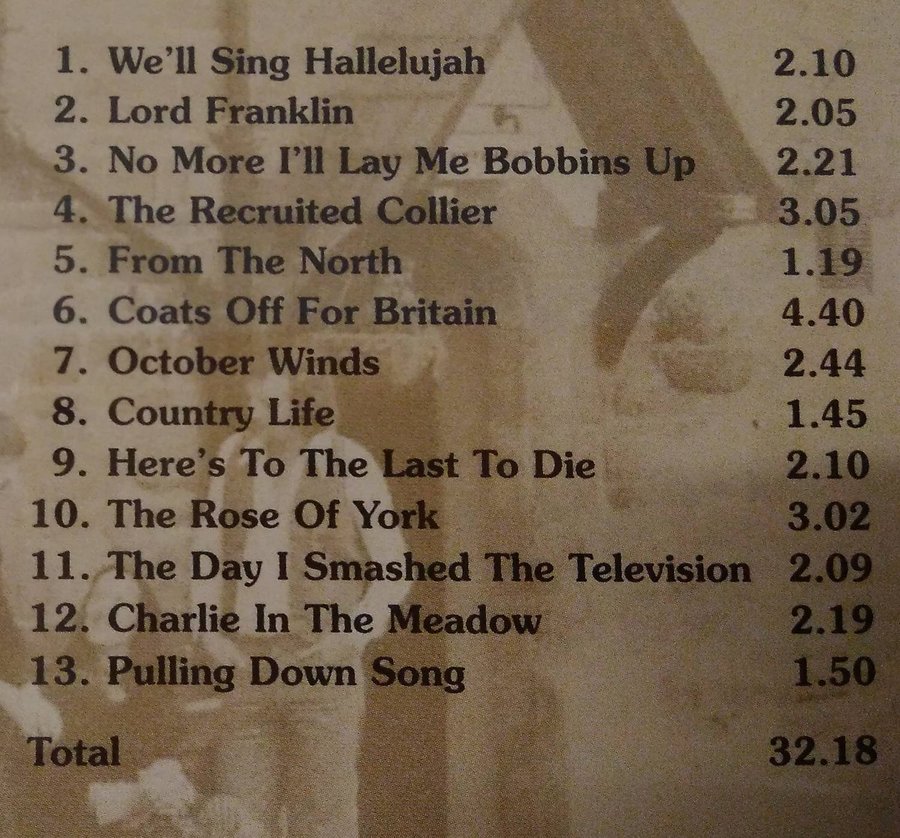 1. We'll Sing Hallelujah 2.10
2. Lord Franklin 2.05
3. No More I'll Lay Me Bobbins Up 2.21
4. The Recruited Collier 3.05
5. From The North 1.19
6. Coats Off For Britain 4.40
7. October Winds 2.44
8. Country Life 1.45
9. Here's To The Last To Die 2.10
10. The Rose Of York 3.02
11. The Day I Smashed The Television 2.09
12. Charlie In The Meadow 2.19
13. Pulling Down Song 1.50
Total 32.18